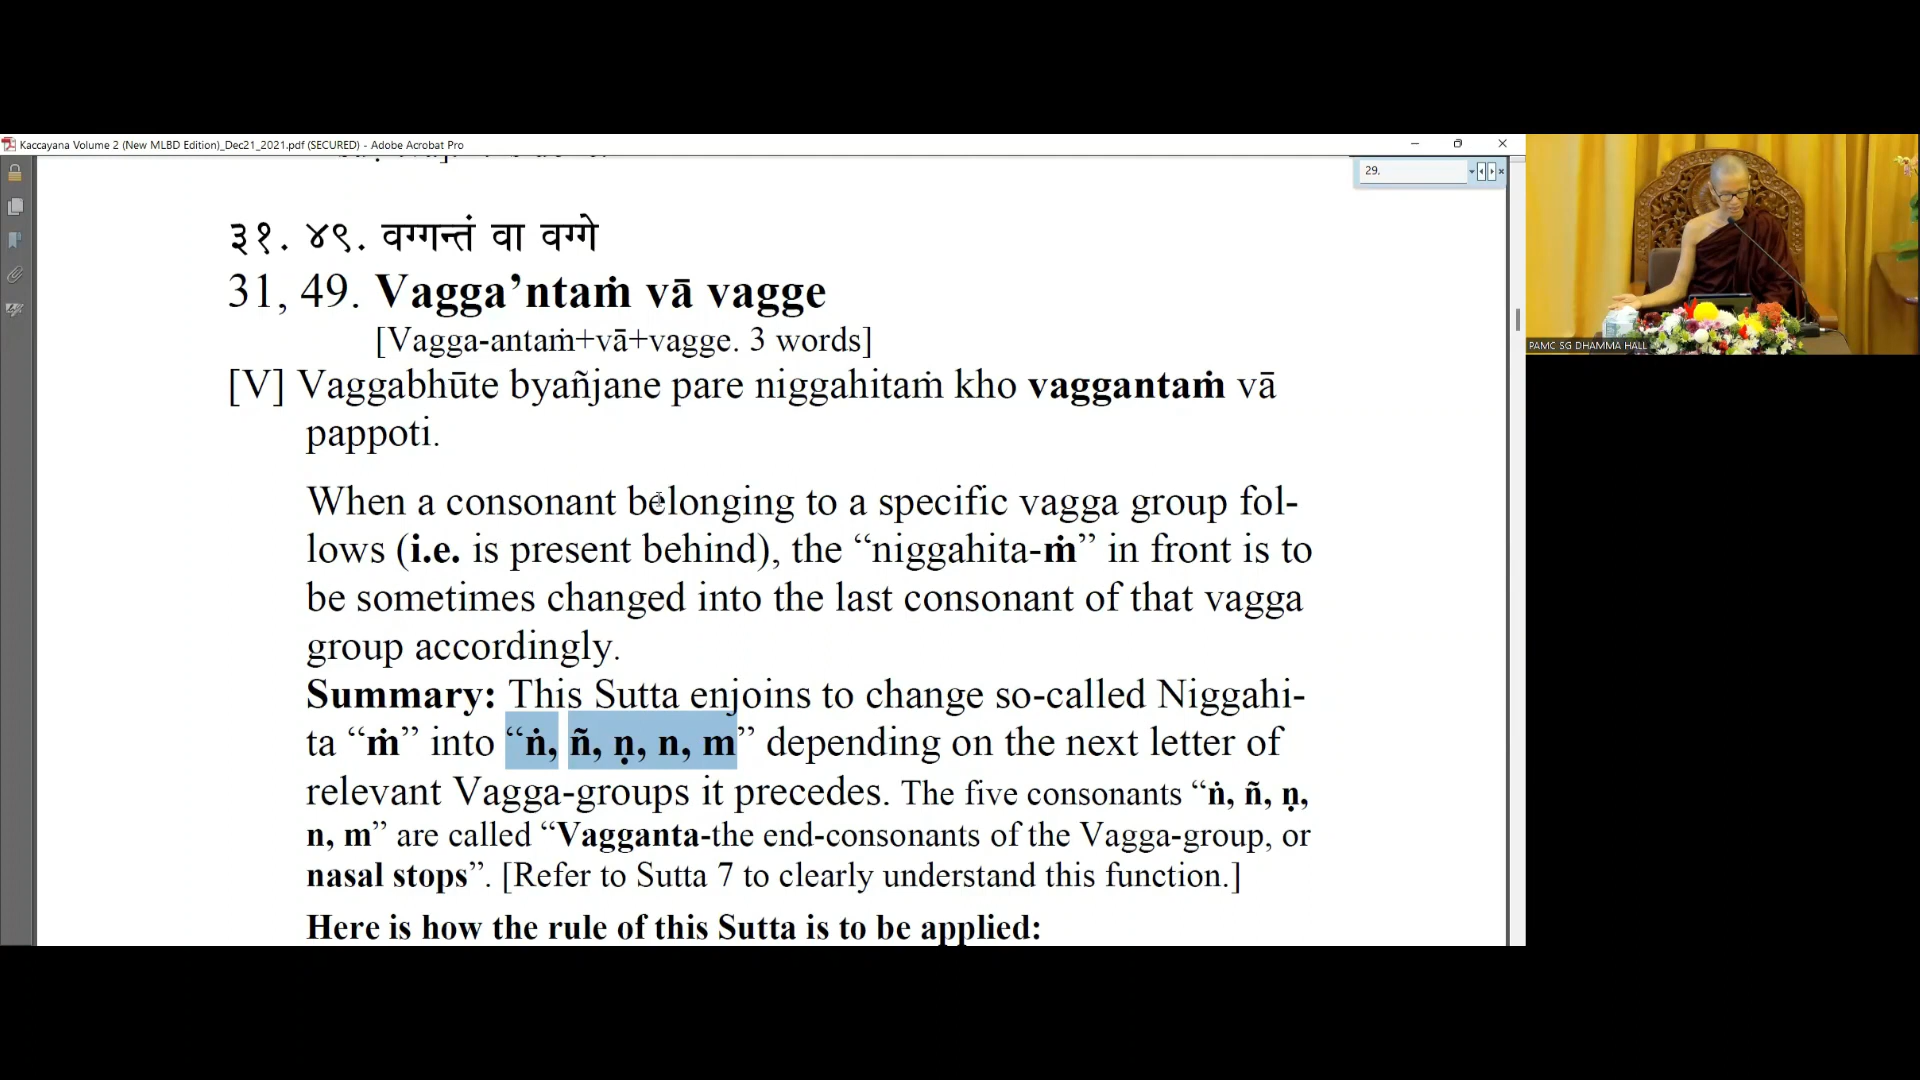 Kaccayana Volume 2 (New MLBD Edition)_Dec21_2021.pdf (SECURED) - Adobe Acrobat Pro
29.
३१. ४९. वग्गन्तं वा वग्गे
31, 49. Vagga’ntaṁ vā vagge
[Vagga-antaṁ+vā+vagge. 3 words]
[V] Vaggabhūte byañjane pare niggahitaṁ kho vaggantaṁ vā
pappoti.
When a consonant belonging to a specific vagga group fol-
lows (i.e. is present behind), the “niggahita-ṁ” in front is to
be sometimes changed into the last consonant of that vagga
group accordingly.
Summary: This Sutta enjoins to change so-called Niggahi-
ta “ṁ” into “ṅ, ñ, ṇ, n, m” depending on the next letter of
relevant Vagga-groups it precedes. The five consonants “ṅ, ñ, ṇ,
n, m” are called “Vagganta-the end-consonants of the Vagga-group, or
nasal stops”. [Refer to Sutta 7 to clearly understand this function.]
Here is how the rule of this Sutta is to be applied:
PAMC SG DHAMMA HALL